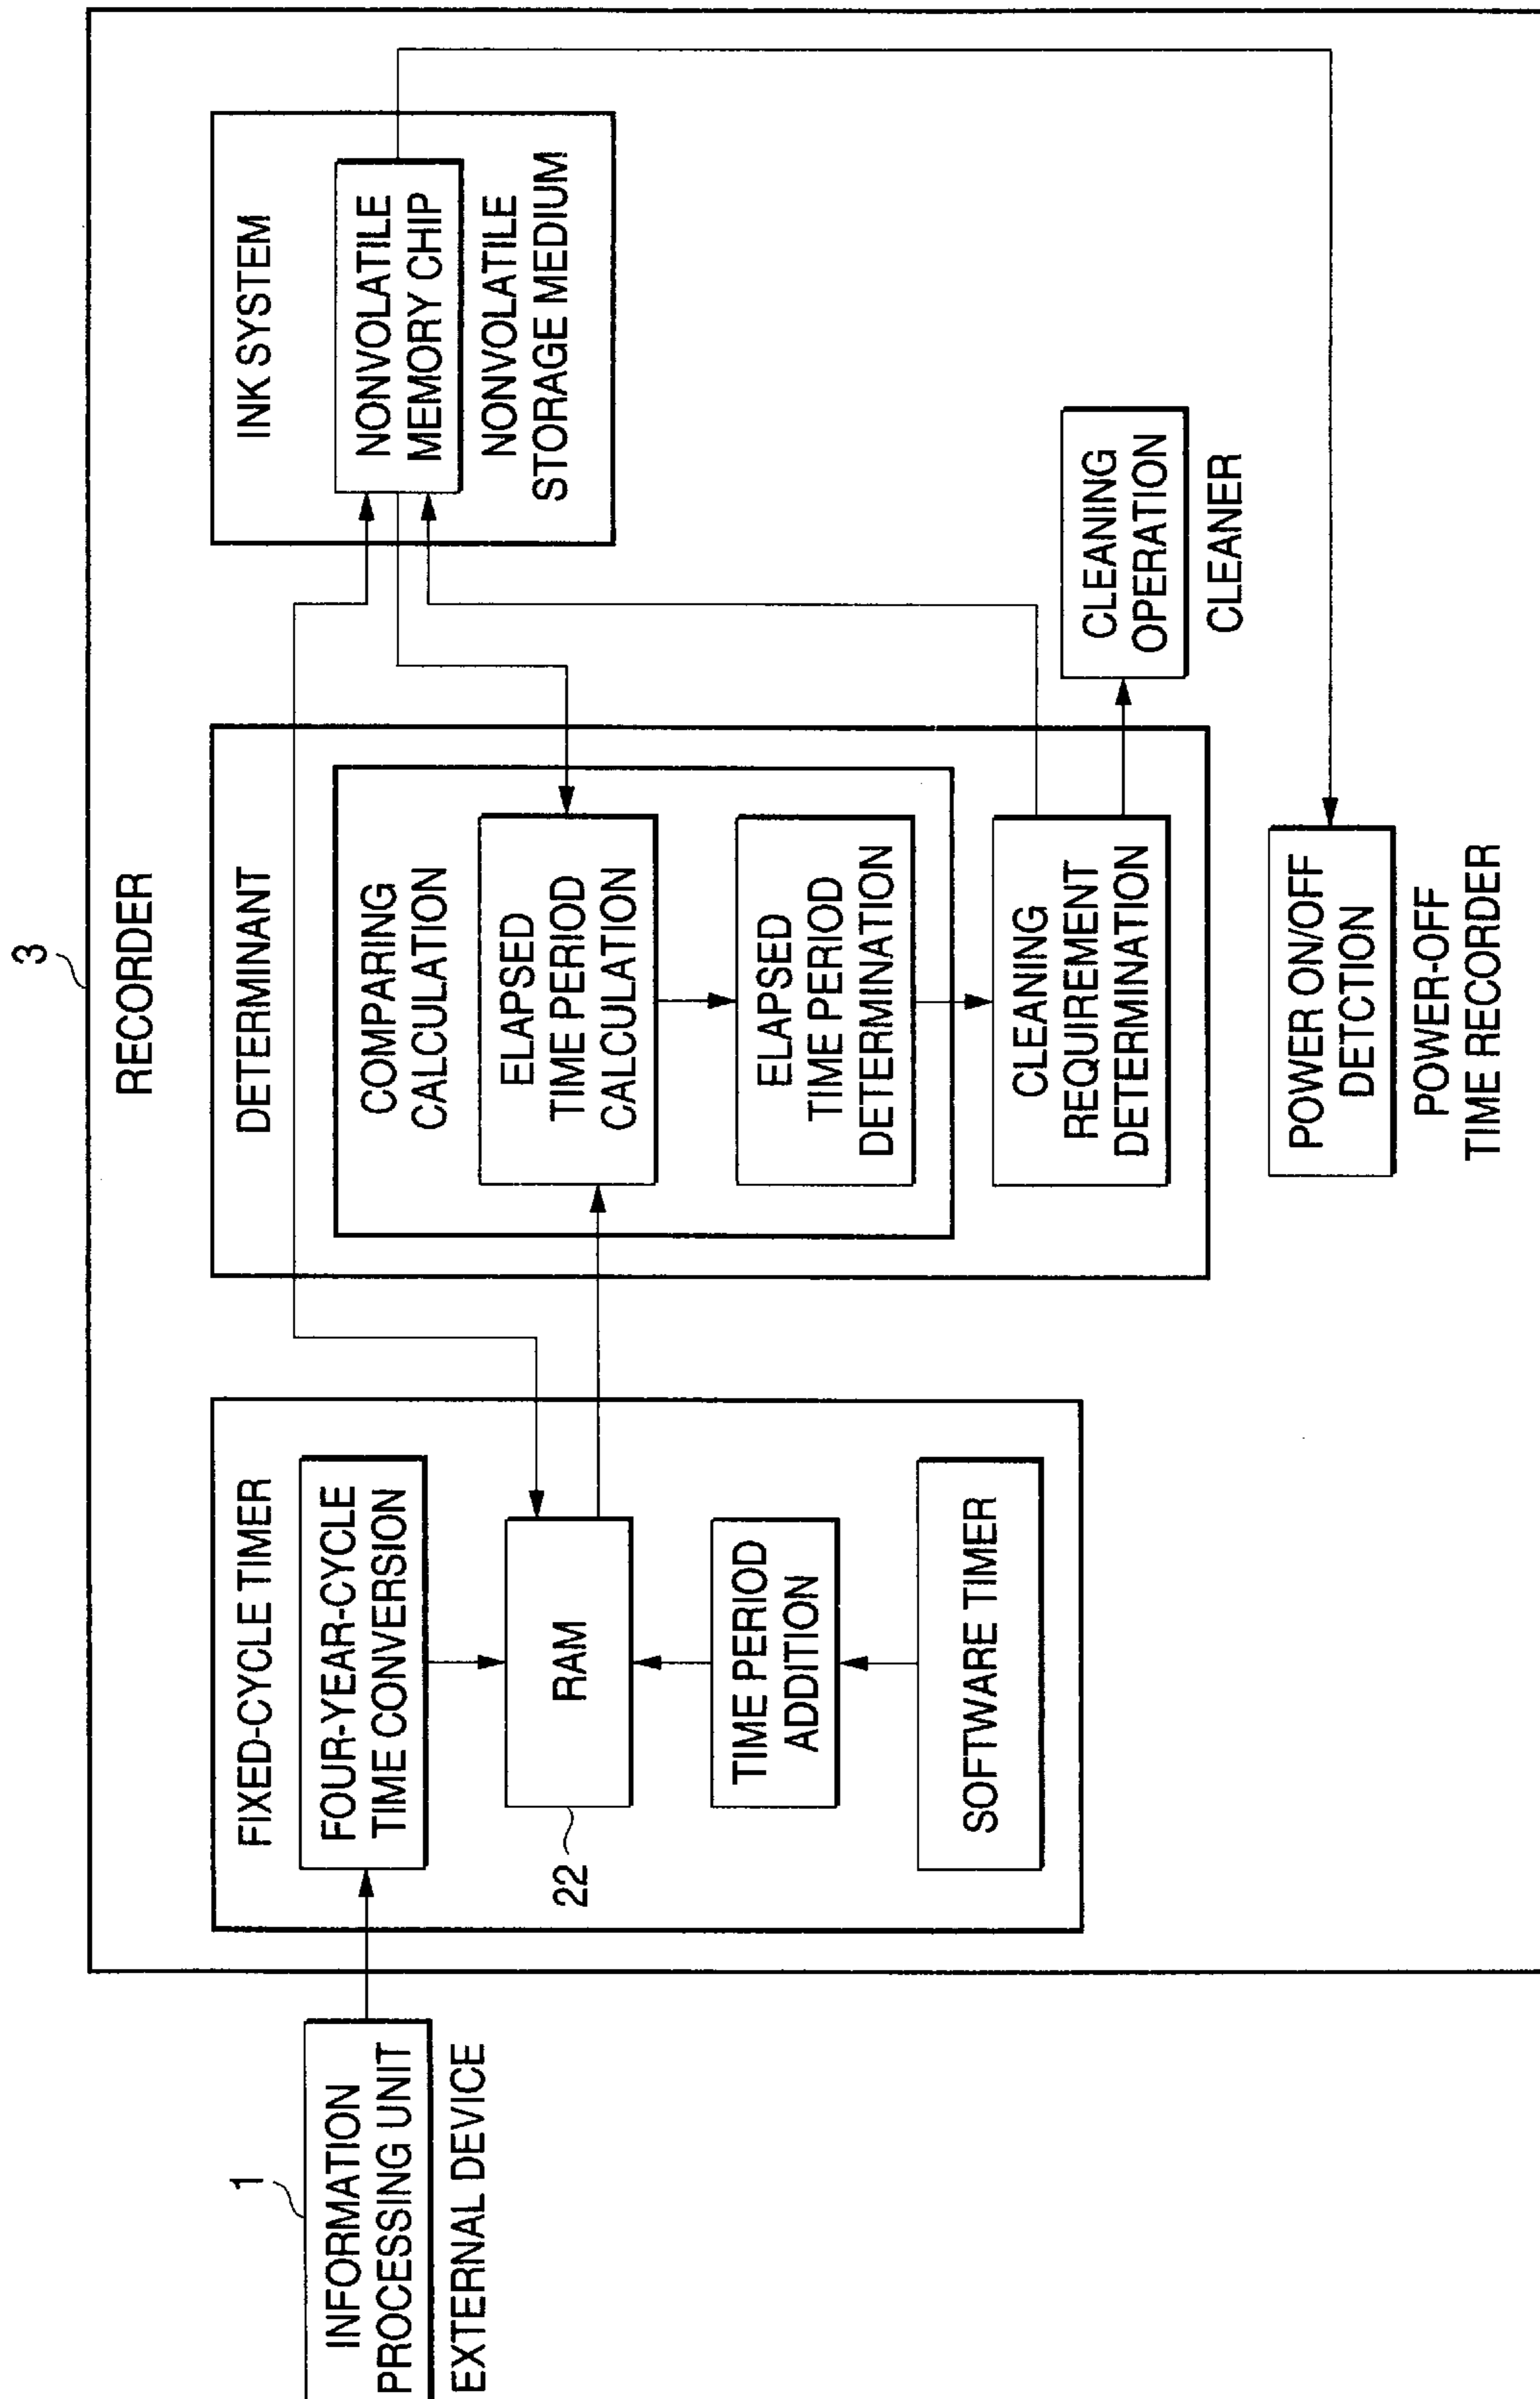 3
RECORDER
1
INFORMATION
PROCESSING UNIT
EXTERNAL DEVICE
FIXED-CYCLE TIMER
FOUR-YEAR-CYCLE
TIME CONVERSION
RAM
22
TIME PERIOD
ADDITION
SOFTWARE TIMER
DETERMINANT
COMPARING
CALCULATION
ELAPSED
TIME PERIOD
CALCULATION
ELAPSED
TIME PERIOD
DETERMINATION
CLEANING
REQUIREMENT
DETERMINATION
POWER ON/OFF
DETCTION
POWER-OFF
TIME RECORDER
INK SYSTEM
NONVOLATILE
MEMORY CHIP
NONVOLATILE
STORAGE MEDIUM
CLEANING
OPERATION
CLEANER